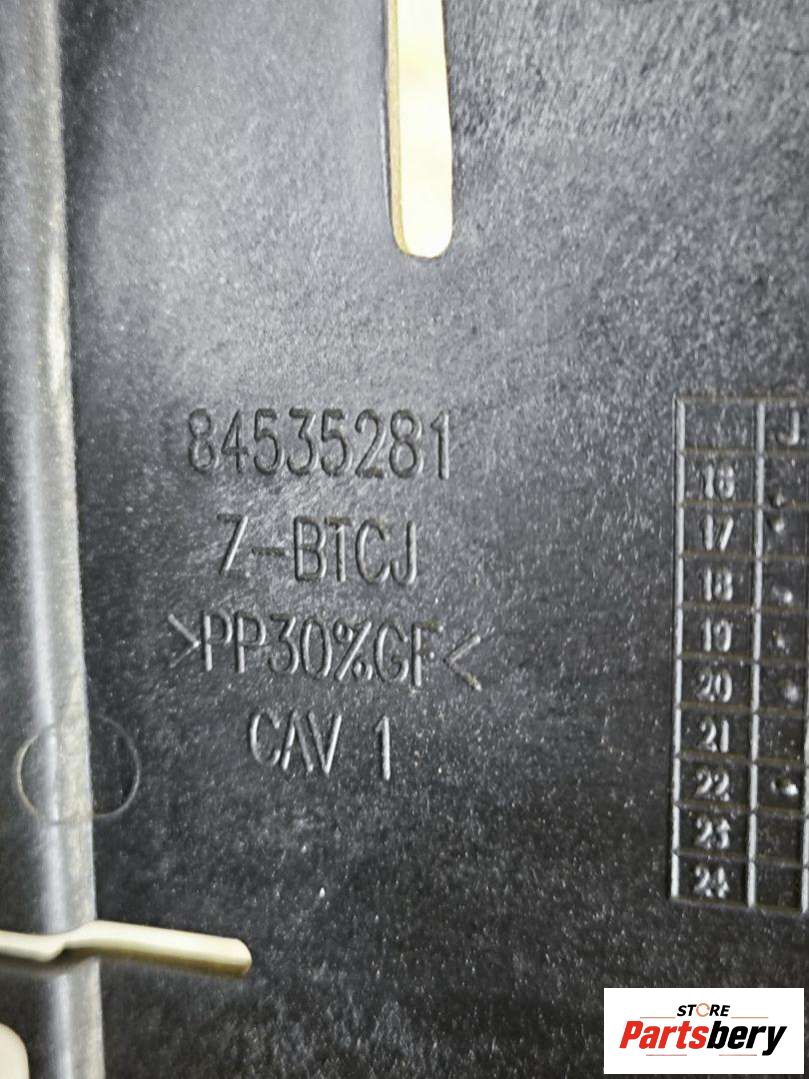 84535281
Z-BTCJ
>PP30%GF<
CAV 1
J
16
17
18
19
20
21
22
23
24
STORE
Partsbery